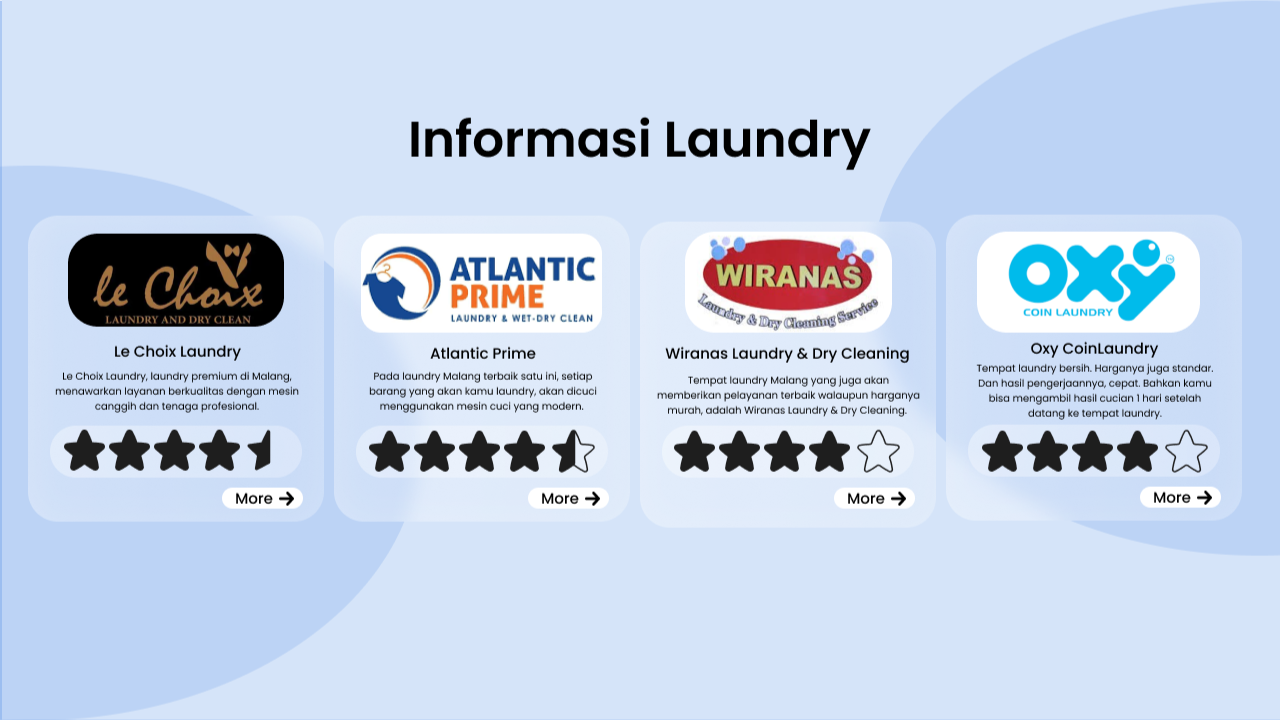 Informasi Laundry
le Choix
LAUNDRY AND DRY CLEAN
Le Choix Laundry
Le Choix Laundry, laundry premium di Malang,
menawarkan layanan berkualitas dengan mesin
canggih dan tenaga profesional.
More
ATLANTIC
PRIME
LAUNDRY & WET-DRY CLEAN
Atlantic Prime
Pada laundry Malang terbaik satu ini, setiap
barang yang akan kamu laundry, akan dicuci
menggunakan mesin cuci yang modern.
More
WIRANAS
Laundry & Dry Cleaning Service
Wiranas Laundry & Dry Cleaning
Tempat laundry Malang yang juga akan
memberikan pelayanan terbaik walaupun harganya
murah, adalah Wiranas Laundry & Dry Cleaning.
More
OXY
COIN LAUNDRY
Oxy CoinLaundry
Tempat laundry bersih. Harganya juga standar.
Dan hasil pengerjaannya, cepat. Bahkan kamu
bisa mengambil hasil cucian 1 hari setelah
datang ke tempat laundry.
More